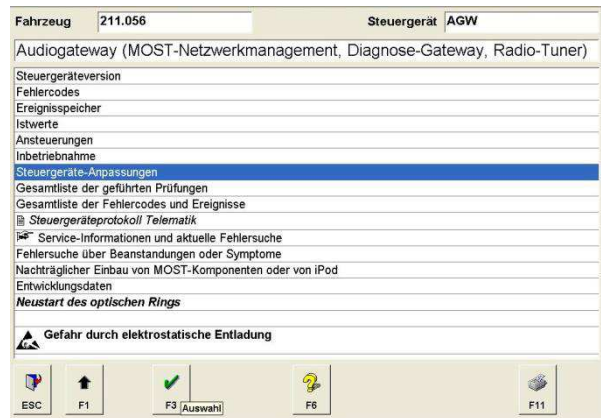 Fahrzeug 211.056 Steuergerät AGW
Audiogateway (MOST-Netzwerkmanagement, Diagnose-Gateway, Radio-Tuner)
Steuergeräteversion
Fehlercodes
Ereignisspeicher
Istwerte
Ansteuerungen
Inbetriebnahme
Steuergeräte-Anpassungen
Gesamtliste der geführten Prüfungen
Gesamtliste der Fehlercodes und Ereignisse
Steuergeräteprotokoll Telematik
Service-Informationen und aktuelle Fehlersuche
Fehlersuche über Beanstandungen oder Symptome
Nachträglicher Einbau von MOST-Komponenten oder von iPod
Entwicklungsdaten
Neustart des optischen Rings
Gefahr durch elektrostatische Entladung
ESC F1 F3 Auswahl F6 F11